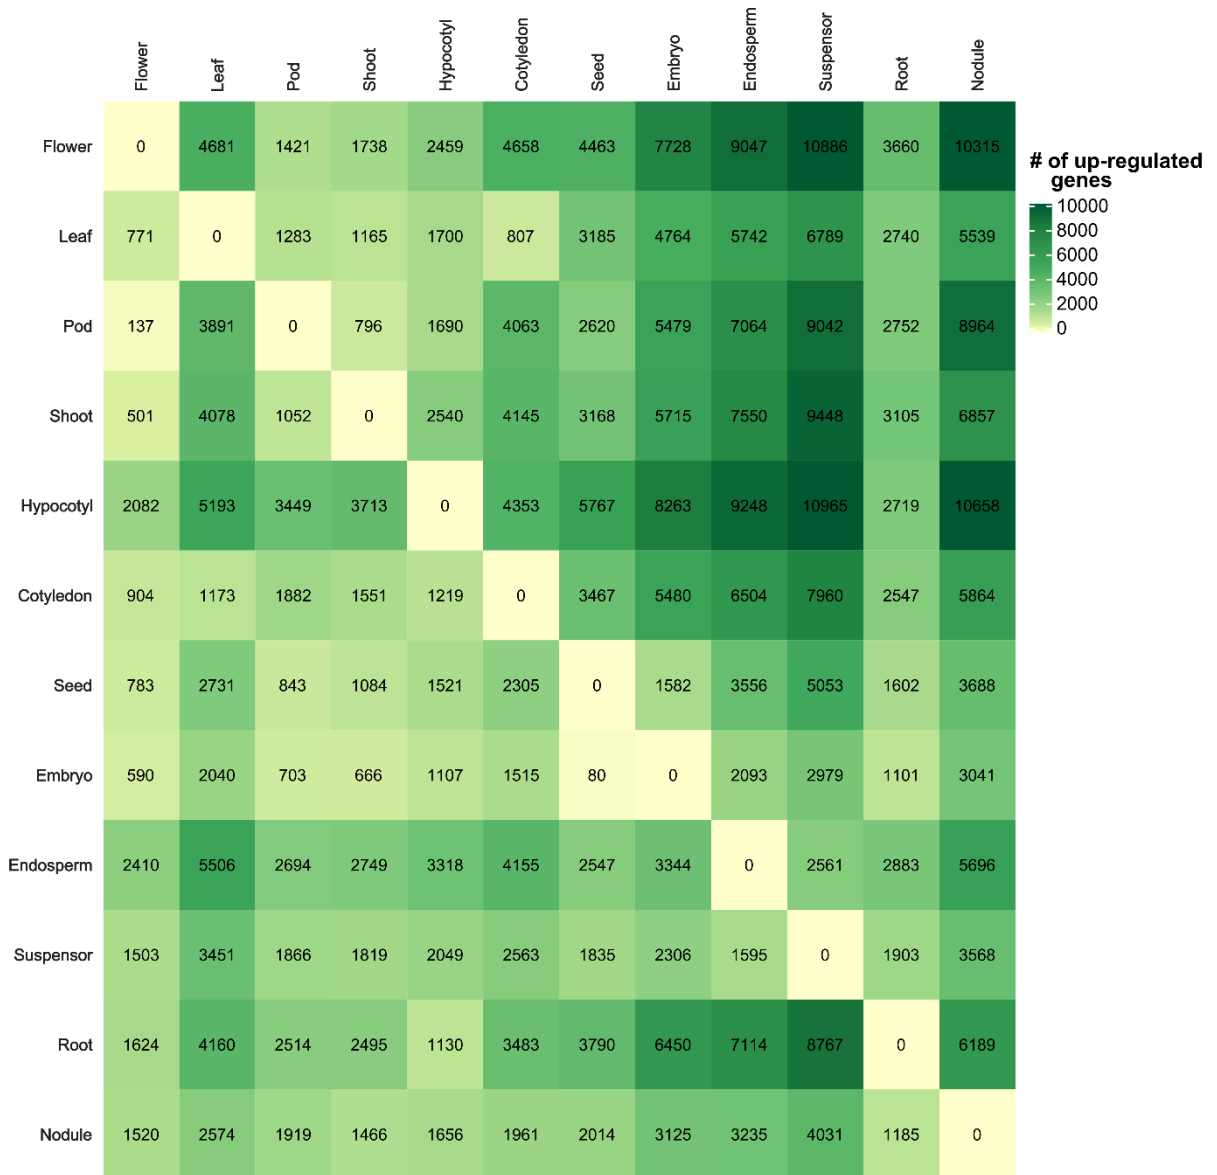 Flower Leaf Pod Shoot Hypocotyl Cotyledon Seed Embryo Endosperm Suspensor Root Nodule
Flower 0 4681 1421 1738 2459 4658 4463 7728 9047 10886 3660 10315
Leaf 771 0 1283 1165 1700 807 3185 4764 5742 6789 2740 5539
Pod 137 3891 0 796 1690 4063 2620 5479 7064 9042 2752 8964
Shoot 501 4078 1052 0 2540 4145 3168 5715 7550 9448 3105 6857
Hypocotyl 2082 5193 3449 3713 0 4353 5767 8263 9248 10965 2719 10658
Cotyledon 904 1173 1882 1551 1219 0 3467 5480 6504 7960 2547 5864
Seed 783 2731 843 1084 1521 2305 0 1582 3556 5053 1602 3688
Embryo 590 2040 703 666 1107 1515 80 0 2093 2979 1101 3041
Endosperm 2410 5506 2694 2749 3318 4155 2547 3344 0 2561 2883 5696
Suspensor 1503 3451 1866 1819 2049 2563 1835 2306 1595 0 1903 3568
Root 1624 4160 2514 2495 1130 3483 3790 6450 7114 8767 0 6189
Nodule 1520 2574 1919 1466 1656 1961 2014 3125 3235 4031 1185 0
# of up-regulated
genes
10000
8000
6000
4000
2000
0